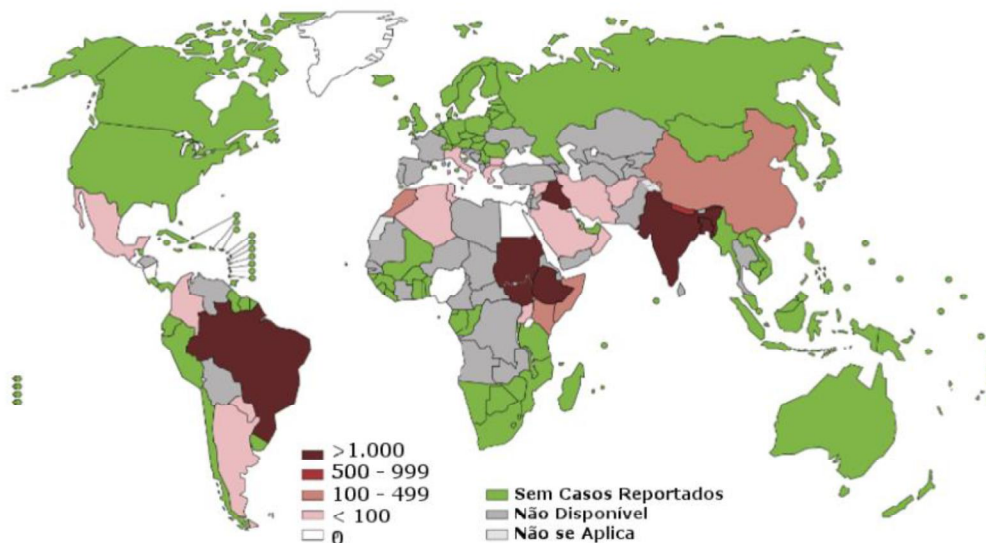 >1.000
500 - 999
100 - 499
< 100
0
Sem Casos Reportados
Não Disponível
Não se Aplica